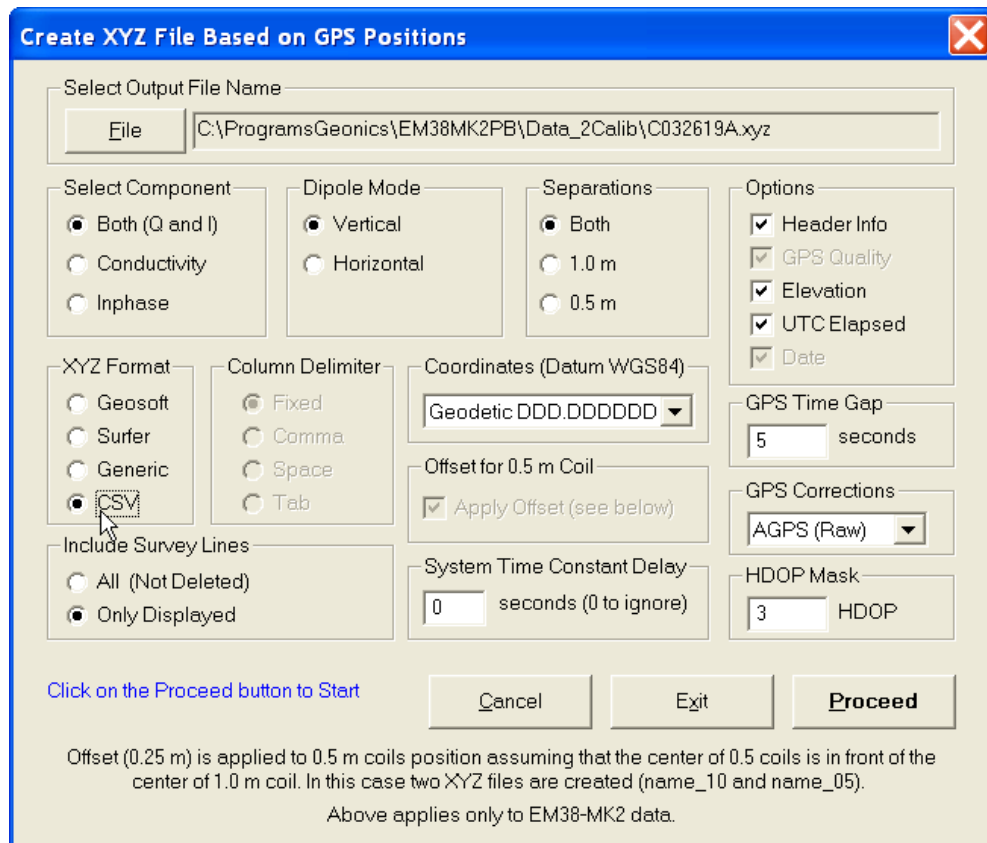 Create XYZ File Based on GPS Positions
Select Output File Name
File
C:\ProgramsGeonics\EM38MK2PB\Data_2Calib\C032619A.xyz
Select Component
Both (Q and I)
Conductivity
Inphase
Dipole Mode
Vertical
Horizontal
Separations
Both
1.0 m
0.5 m
Options
Header Info
GPS Quality
Elevation
UTC Elapsed
Date
XYZ Format
Geosoft
Surfer
Generic
CSV
Column Delimiter
Fixed
Comma
Space
Tab
Coordinates (Datum WGS84)
Geodetic DDD.DDDDDD
Offset for 0.5 m Coil
Apply Offset (see below)
GPS Time Gap
5 seconds
GPS Corrections
AGPS (Raw)
Include Survey Lines
All (Not Deleted)
Only Displayed
System Time Constant Delay
0 seconds (0 to ignore)
HDOP Mask
3 HDOP
Click on the Proceed button to Start
Cancel
Exit
Proceed
Offset (0.25 m) is applied to 0.5 m coils position assuming that the center of 0.5 coils is in front of the
center of 1.0 m coil. In this case two XYZ files are created (name_10 and name_05).
Above applies only to EM38-MK2 data.